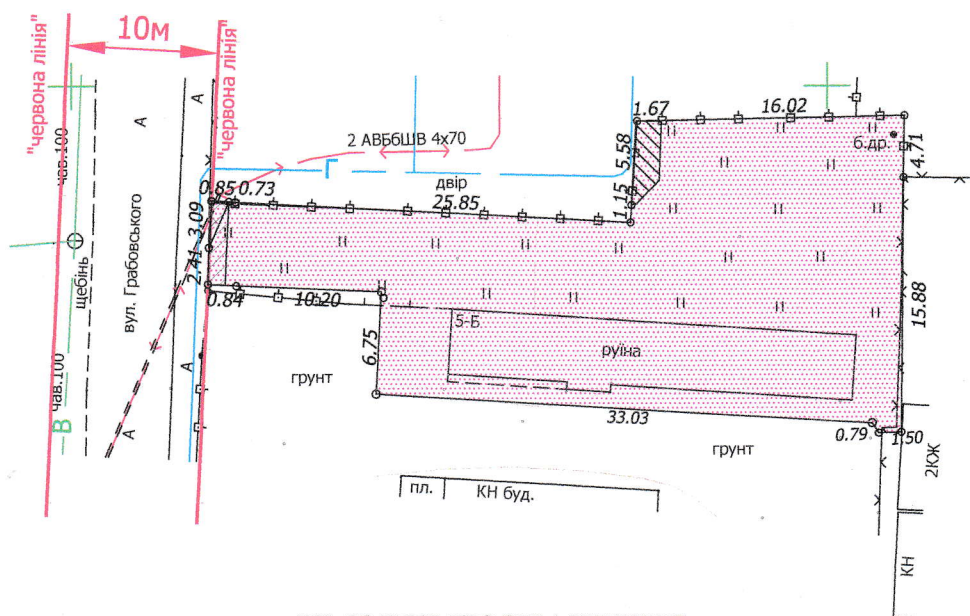 10м
"червона лінія"
"червона лінія"
чав.100
А
А
вул. Грабовського
щебінь
чав.100
В
А
А
2 АВБбШВ 4х70
Г
двір
25.85
0.85
0.73
3.09
2.41
0.84
10.20
1.67
16.02
5.58
1.15
б.др.
4.71
15.88
5-Б
руїна
6.75
грунт
33.03
0.79
1.50
грунт
2КЖ
пл.
КН буд.
КН